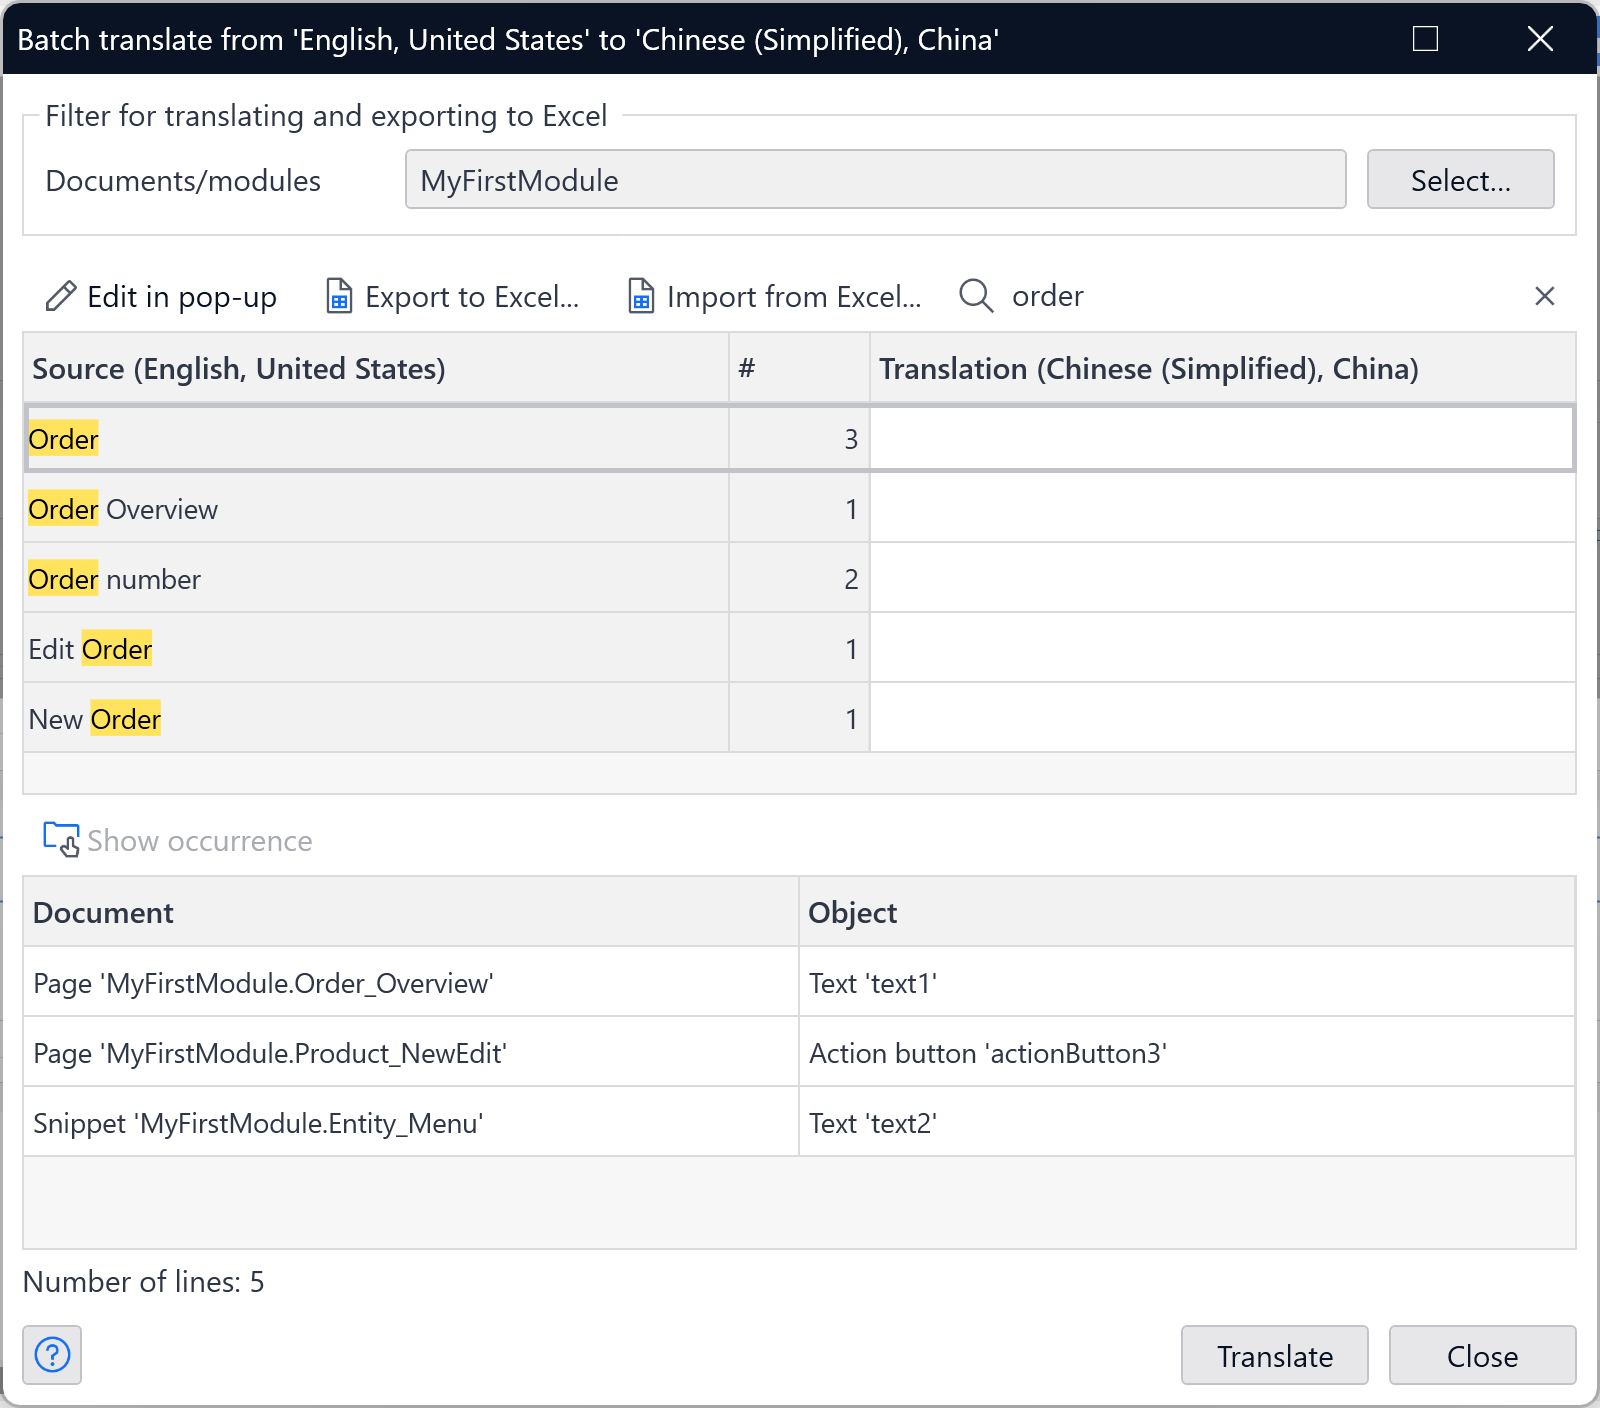 Batch translate from 'English, United States' to 'Chinese (Simplified), China'
Filter for translating and exporting to Excel
Documents/modules MyFirstModule Select...
Edit in pop-up Export to Excel... Import from Excel... order
Source (English, United States) # Translation (Chinese (Simplified), China)
Order 3
Order Overview 1
Order number 2
Edit Order 1
New Order 1
Show occurrence
Document Object
Page 'MyFirstModule.Order_Overview' Text 'text1'
Page 'MyFirstModule.Product_NewEdit' Action button 'actionButton3'
Snippet 'MyFirstModule.Entity_Menu' Text 'text2'
Number of lines: 5
? Translate Close